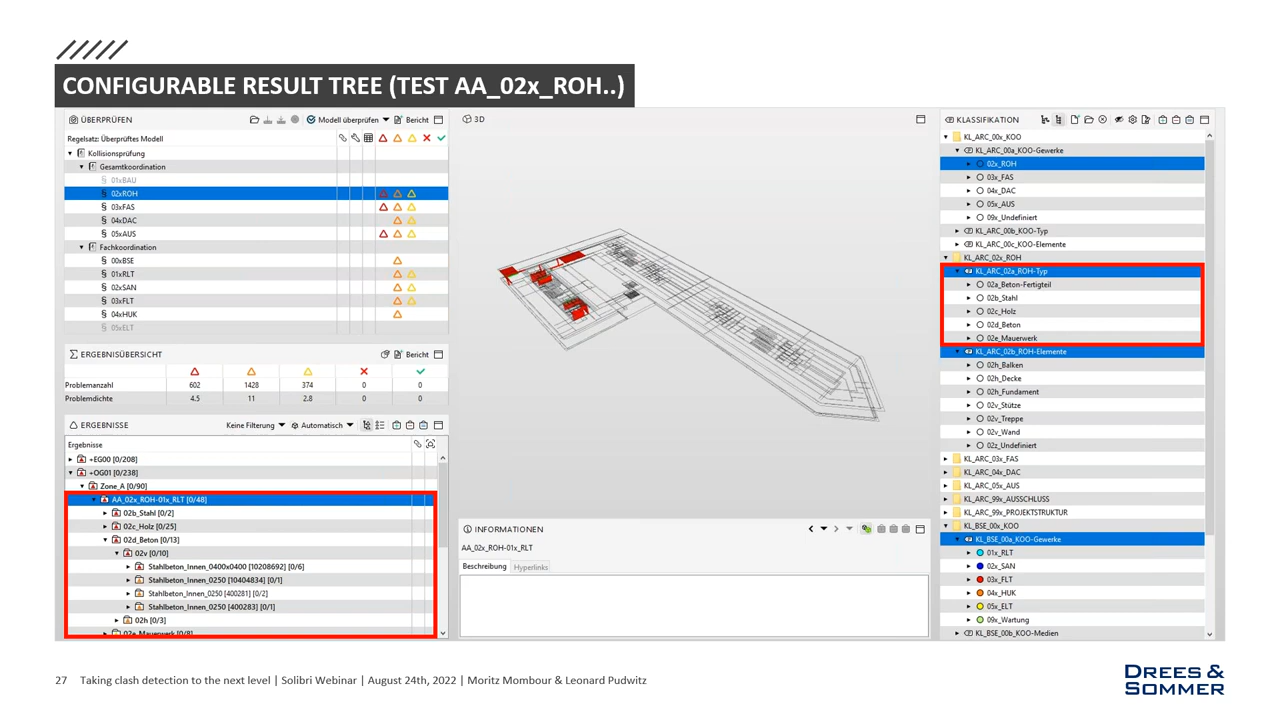 CONFIGURABLE RESULT TREE (TEST AA_02x_ROH..)
ÜBERPRÜFEN
Modell überprüfen
Bericht
Regelsatz: Überprüftes Modell
Kollisionsprüfung
Gesamtkoordination
§ 01xBAU
§ 02xROH
§ 03xFAS
§ 04xDAC
§ 05xAUS
Fachkoordination
§ 00xBSE
§ 01xRLT
§ 02xSAN
§ 03xFLT
§ 04xHUK
§ 05xELT
ERGEBNISÜBERSICHT
Bericht
Problemanzahl 602 1428 374 0 0
Problemdichte 4.5 11 2.8 0 0
ERGEBNISSE
Keine Filterung
Automatisch
Ergebnisse
+EG00 [0/208]
+OG01 [0/238]
Zone_A [0/90]
AA_02x_ROH-01x_RLT [0/48]
02b_Stahl [0/2]
02c_Holz [0/25]
02d_Beton [0/13]
02v [0/10]
Stahlbeton_Innen_0400x0400 [10208692] [0/6]
Stahlbeton_Innen_0250 [10404834] [0/1]
Stahlbeton_Innen_0250 [400281] [0/2]
Stahlbeton_Innen_0250 [400283] [0/1]
02h [0/3]
02e_Mauerwerk [0/8]
3D
INFORMATIONEN
AA_02x_ROH-01x_RLT
Beschreibung Hyperlinks
KLASSIFIKATION
KL_ARC_00x_KOO
KL_ARC_00a_KOO-Gewerke
02x_ROH
03x_FAS
04x_DAC
05x_AUS
09x_Undefiniert
KL_ARC_00b_KOO-Typ
KL_ARC_00c_KOO-Elemente
KL_ARC_02x_ROH
KL_ARC_02a_ROH-Typ
02a_Beton-Fertigteil
02b_Stahl
02c_Holz
02d_Beton
02e_Mauerwerk
KL_ARC_02b_ROH-Elemente
02h_Balken
02h_Decke
02h_Fundament
02v_Stütze
02v_Treppe
02v_Wand
02z_Undefiniert
KL_ARC_03x_FAS
KL_ARC_04x_DAC
KL_ARC_05x_AUS
KL_ARC_99x_AUSSCHLUSS
KL_ARC_99x_PROJEKTSTRUKTUR
KL_BSE_00x_KOO
KL_BSE_00a_KOO-Gewerke
01x_RLT
02x_SAN
03x_FLT
04x_HUK
05x_ELT
09x_Wartung
KL_BSE_00b_KOO-Medien
27 Taking clash detection to the next level | Solibri Webinar | August 24th, 2022 | Moritz Mombour & Leonard Pudwitz
DREES &
SOMMER